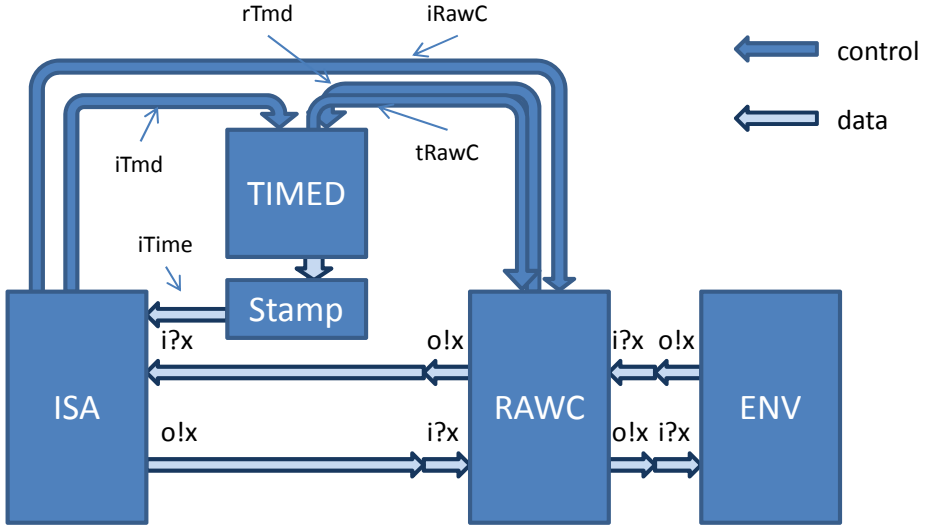 rTmd
iRawC
control
data
iTmd
tRawC
TIMED
iTime
Stamp
i?x
o!x
i?x
o!x
ISA
RAWC
ENV
o!x
i?x
o!x
i?x